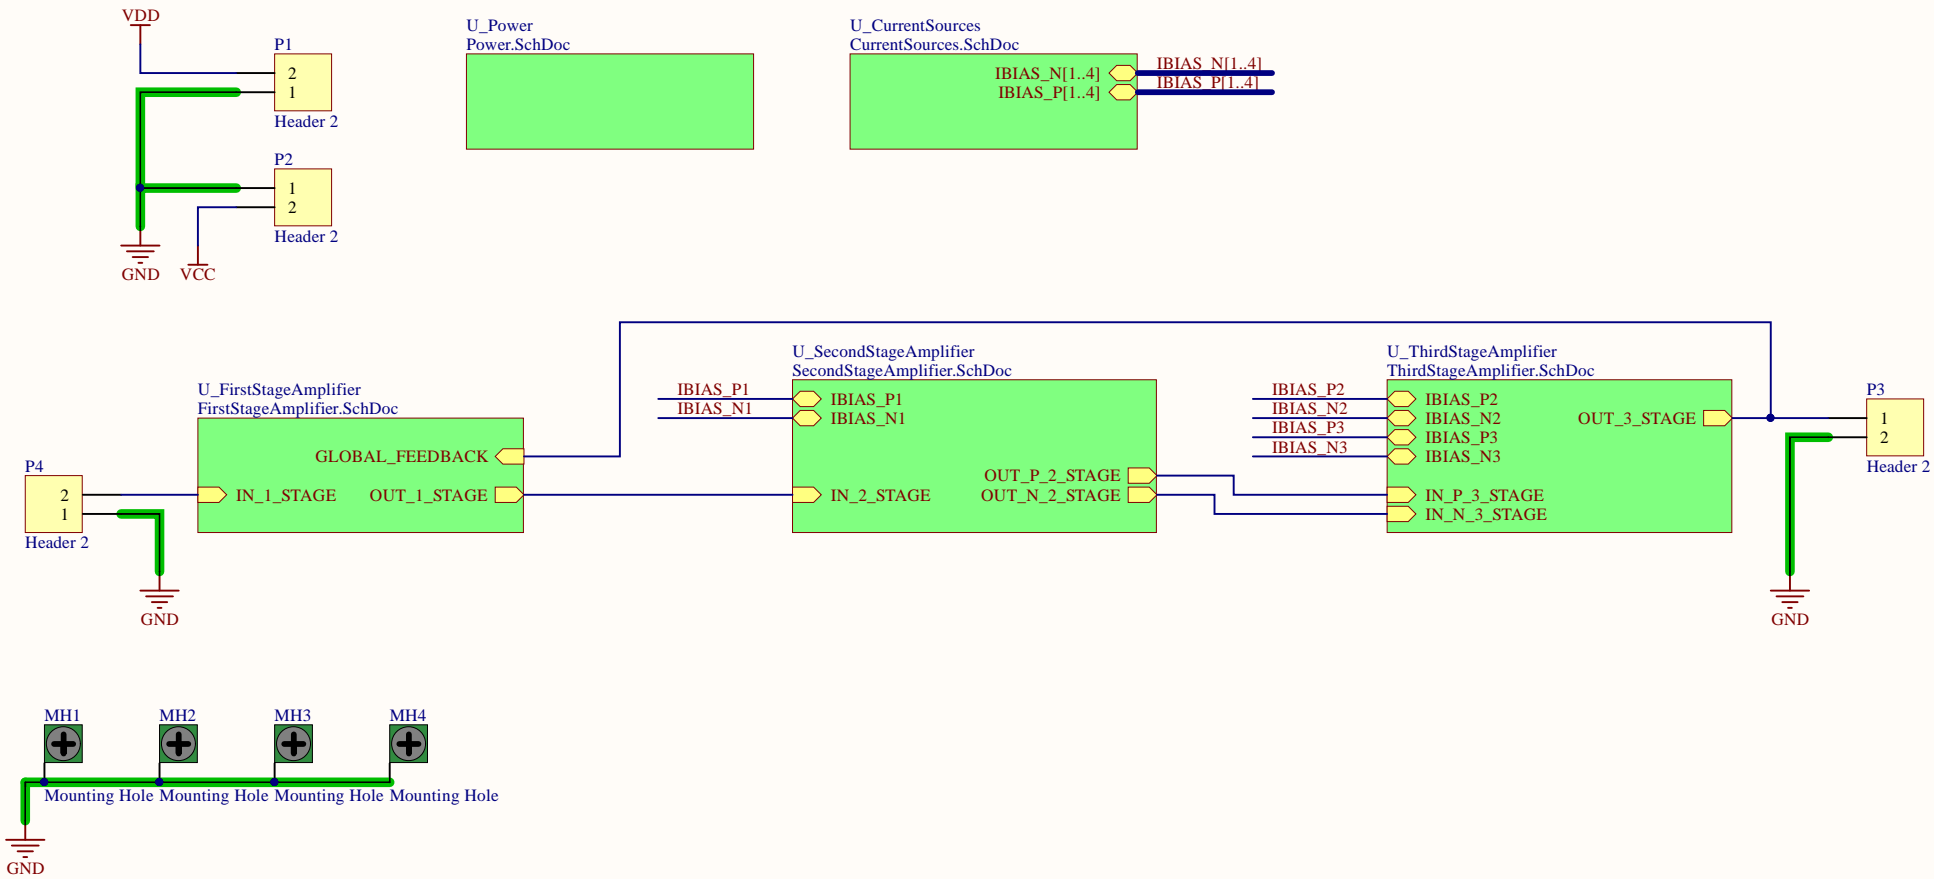 VDD
P1
2
1
Header 2
P2
1
2
Header 2
GND
VCC
U_Power
Power.SchDoc
U_CurrentSources
CurrentSources.SchDoc
IBIAS_N[1..4]
IBIAS_P[1..4]
IBIAS_N[1..4]
IBIAS_P[1..4]
P4
2
1
Header 2
GND
U_FirstStageAmplifier
FirstStageAmplifier.SchDoc
GLOBAL_FEEDBACK
IN_1_STAGE
OUT_1_STAGE
IBIAS_P1
IBIAS_N1
U_SecondStageAmplifier
SecondStageAmplifier.SchDoc
IBIAS_P1
IBIAS_N1
OUT_P_2_STAGE
OUT_N_2_STAGE
IN_2_STAGE
IBIAS_P2
IBIAS_N2
IBIAS_P3
IBIAS_N3
U_ThirdStageAmplifier
ThirdStageAmplifier.SchDoc
IBIAS_P2
IBIAS_N2
IBIAS_P3
IBIAS_N3
OUT_3_STAGE
IN_P_3_STAGE
IN_N_3_STAGE
P3
1
2
Header 2
GND
MH1
MH2
MH3
MH4
Mounting Hole
Mounting Hole
Mounting Hole
Mounting Hole
GND